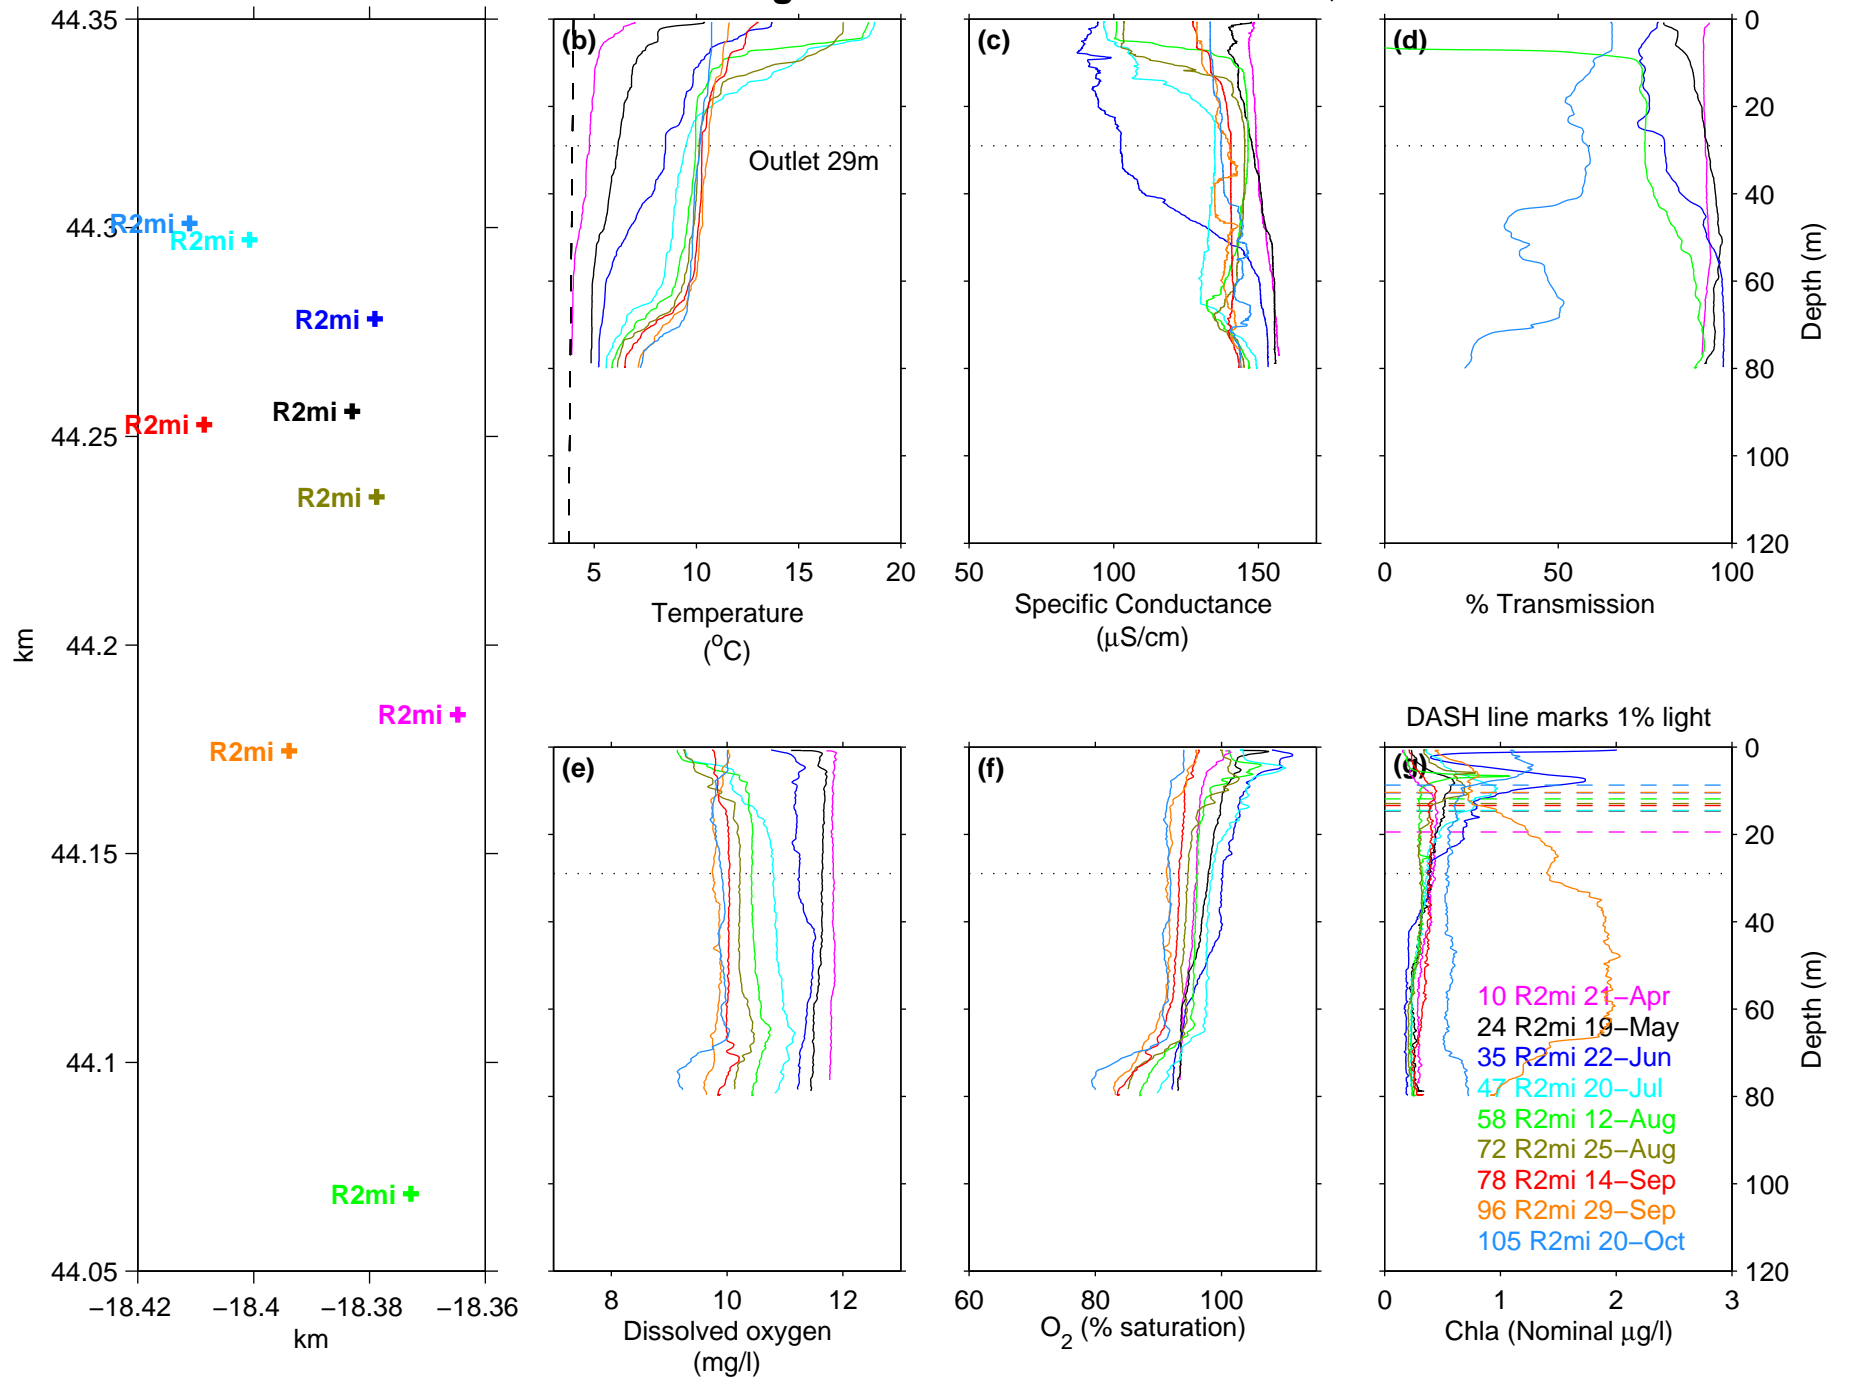 44.35
44.3
44.25
44.2
44.15
44.1
44.05
km
−18.42
−18.4
−18.38
−18.36
km
R2mi
R2mi
R2mi
R2mi
R2mi
R2mi
R2mi
R2mi
R2mi
(b)
Outlet 29m
5
10
15
20
Temperature
(°C)
(c)
50
100
150
Specific Conductance
(μS/cm)
(d)
0
20
40
60
80
100
120
Depth (m)
0
50
100
% Transmission
(e)
8
10
12
Dissolved oxygen
(mg/l)
(f)
60
80
100
O2 (% saturation)
DASH line marks 1% light
(g)
0
20
40
60
80
100
120
Depth (m)
10 R2mi 21−Apr
24 R2mi 19−May
35 R2mi 22−Jun
47 R2mi 20−Jul
58 R2mi 12−Aug
72 R2mi 25−Aug
78 R2mi 14−Sep
96 R2mi 29−Sep
105 R2mi 20−Oct
0
1
2
3
Chla (Nominal μg/l)